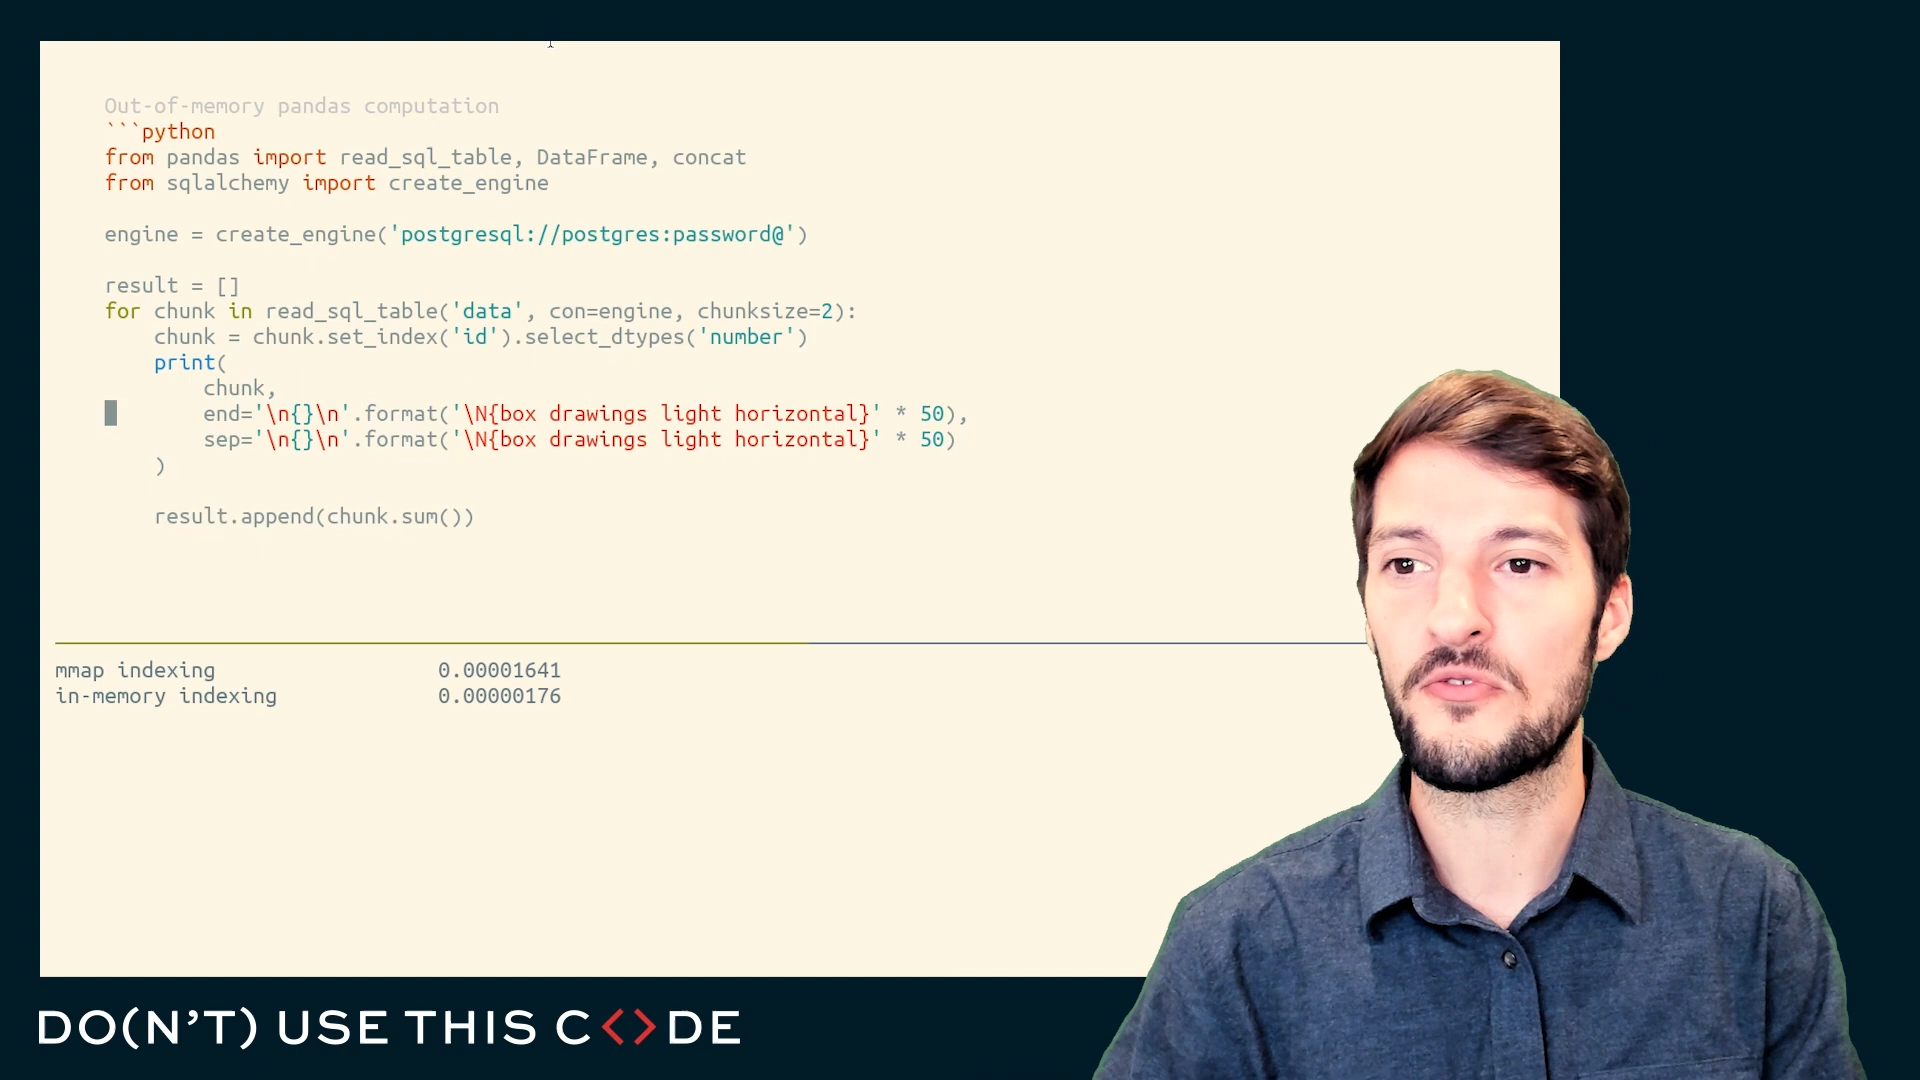 Out-of-memory pandas computation
```python
from pandas import read_sql_table, DataFrame, concat
from sqlalchemy import create_engine
engine = create_engine('postgresql://postgres:password@')
result = []
for chunk in read_sql_table('data', con=engine, chunksize=2):
    chunk = chunk.set_index('id').select_dtypes('number')
    print(
        chunk,
        end='\n{}\n'.format('\N{box drawings light horizontal}' * 50),
        sep='\n{}\n'.format('\N{box drawings light horizontal}' * 50)
    )
    result.append(chunk.sum())
mmap indexing 0.00001641
in-memory indexing 0.00000176
DO(N'T) USE THIS C<>DE